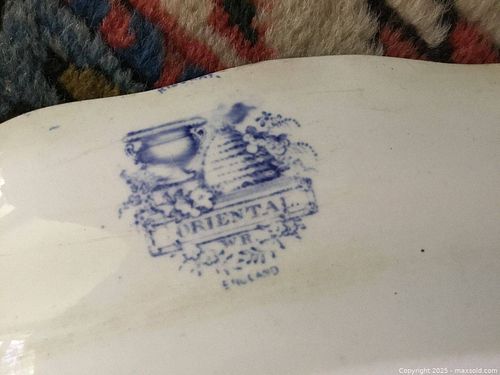 ORIENTAL
W.R.
ENGLAND
Copyright 2025 - maxsold.com